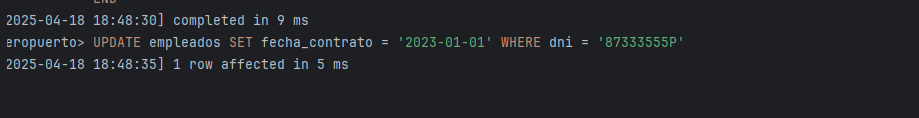 END
2025-04-18 18:48:30] completed in 9 ms
eropuerto> UPDATE empleados SET fecha_contrato = '2023-01-01' WHERE dni = '87333555P'
2025-04-18 18:48:35] 1 row affected in 5 ms